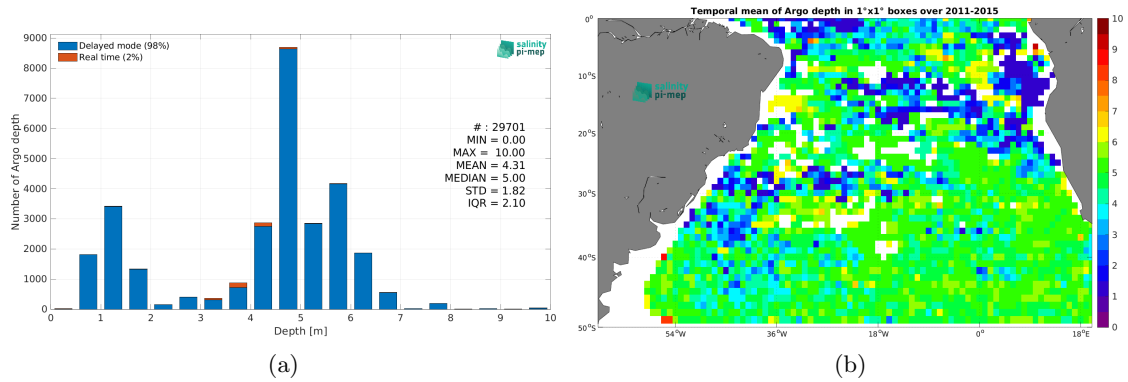 Delayed mode (98%)
Real time (2%)
salinity
pi-mep
# : 29701
MIN = 0.00
MAX = 10.00
MEAN = 4.31
MEDIAN = 5.00
STD = 1.82
IQR = 2.10
Number of Argo depth
9000
8000
7000
6000
5000
4000
3000
2000
1000
0
0 1 2 3 4 5 6 7 8 9 10
Depth [m]
(a)
Temporal mean of Argo depth in 1°x1° boxes over 2011-2015
salinity
pi-mep
0°
10°S
20°S
30°S
40°S
50°S
54°W 36°W 18°W 0° 18°E
10
9
8
7
6
5
4
3
2
1
0
(b)